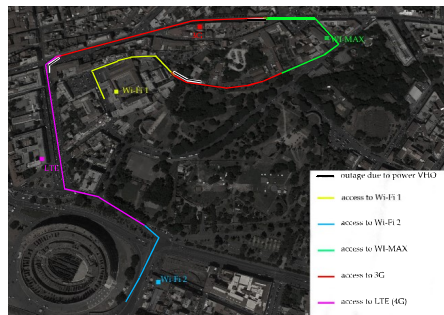 WI-MAX
Wi-Fi 1
LTE
Wi-Fi 2
outage due to power VHO
access to Wi-Fi 1
access to Wi-Fi 2
access to WI-MAX
access to 3G
access to LTE (4G)